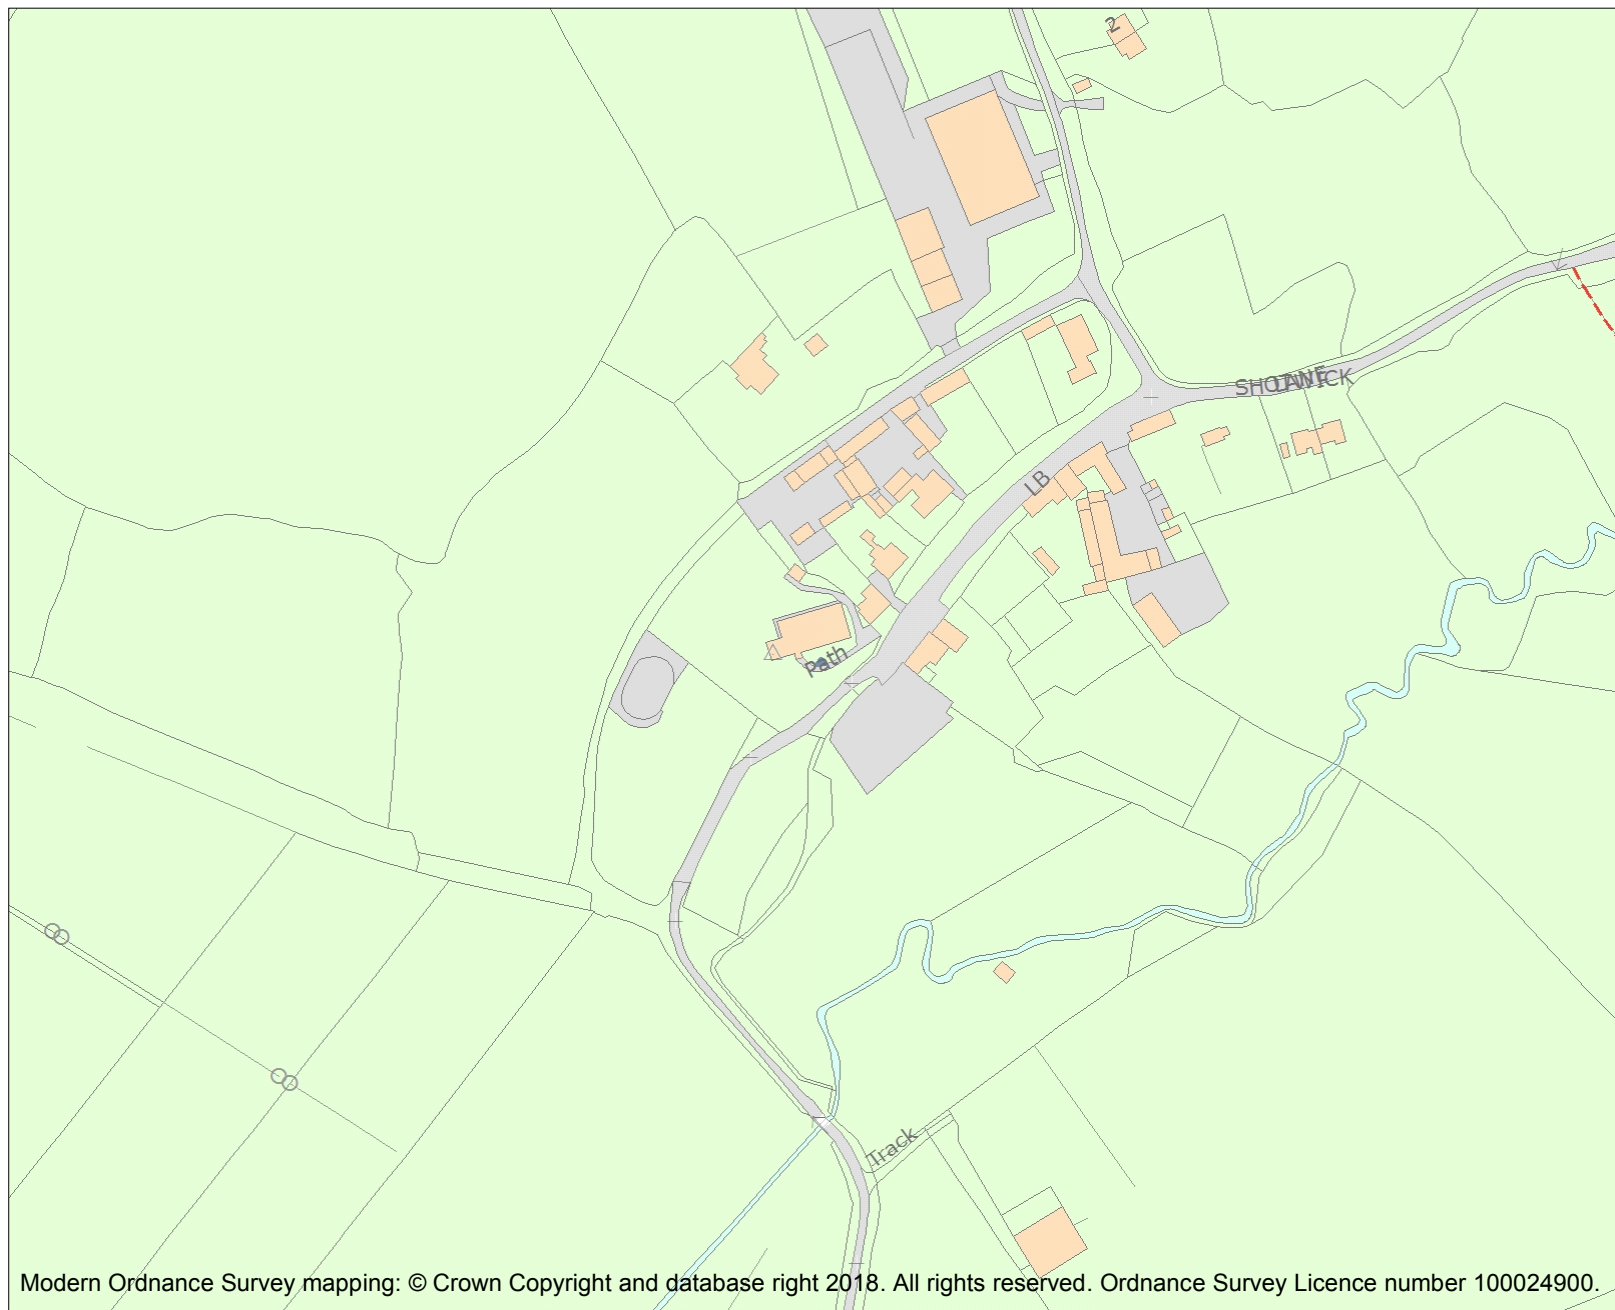 2
SHOTWICK
LANE
LB
Path
Track
Modern Ordnance Survey mapping: © Crown Copyright and database right 2018. All rights reserved. Ordnance Survey Licence number 100024900.